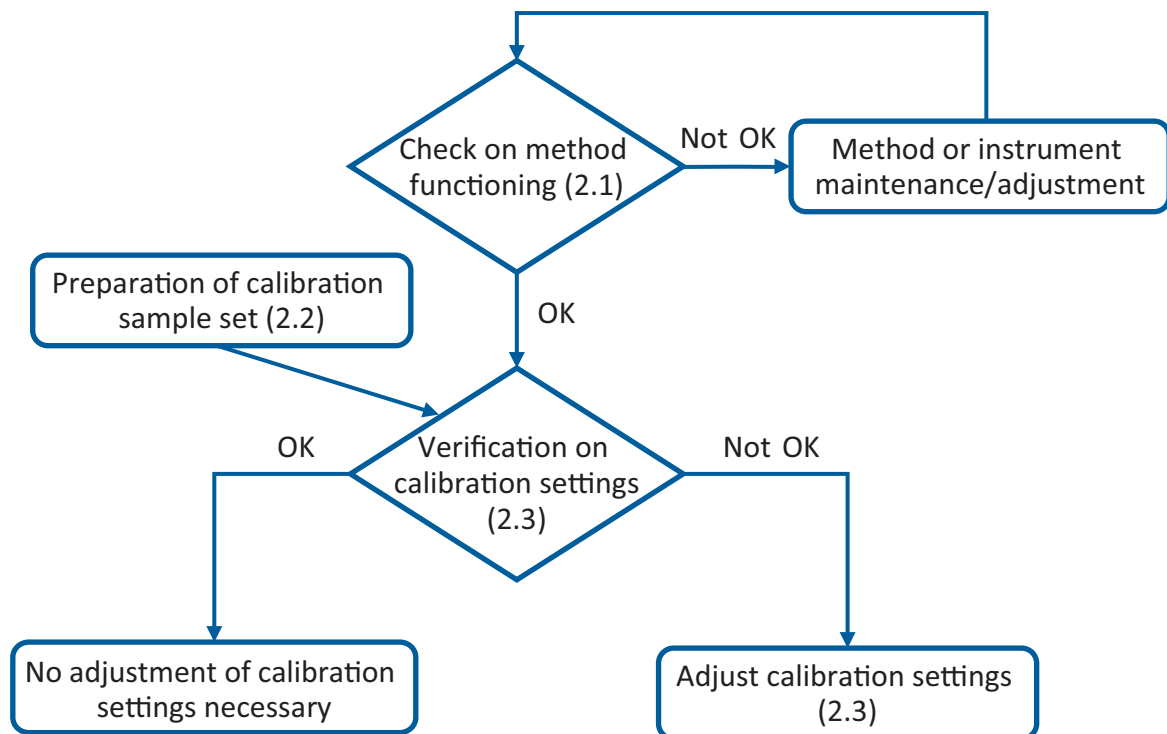 Check on method
functioning (2.1)
Not OK
Method or instrument
maintenance/adjustment
Preparation of calibration
sample set (2.2)
OK
OK
Verification on
calibration settings
(2.3)
Not OK
No adjustment of calibration
settings necessary
Adjust calibration settings
(2.3)